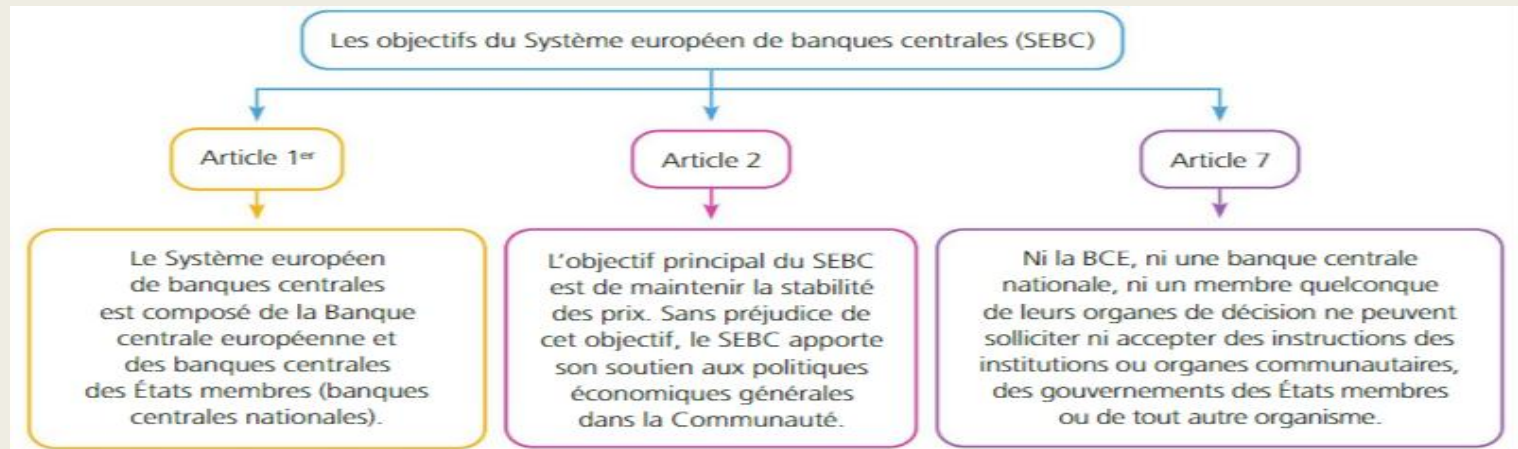 Les objectifs du Système européen de banques centrales (SEBC)
Article 1er
Article 2
Article 7
Le Système européen
de banques centrales
est composé de la Banque
centrale européenne et
des banques centrales
des États membres (banques
centrales nationales).
L'objectif principal du SEBC
est de maintenir la stabilité
des prix. Sans préjudice de
cet objectif, le SEBC apporte
son soutien aux politiques
économiques générales
dans la Communauté.
Ni la BCE, ni une banque centrale
nationale, ni un membre quelconque
de leurs organes de décision ne peuvent
solliciter ni accepter des instructions des
institutions ou organes communautaires,
des gouvernements des États membres
ou de tout autre organisme.